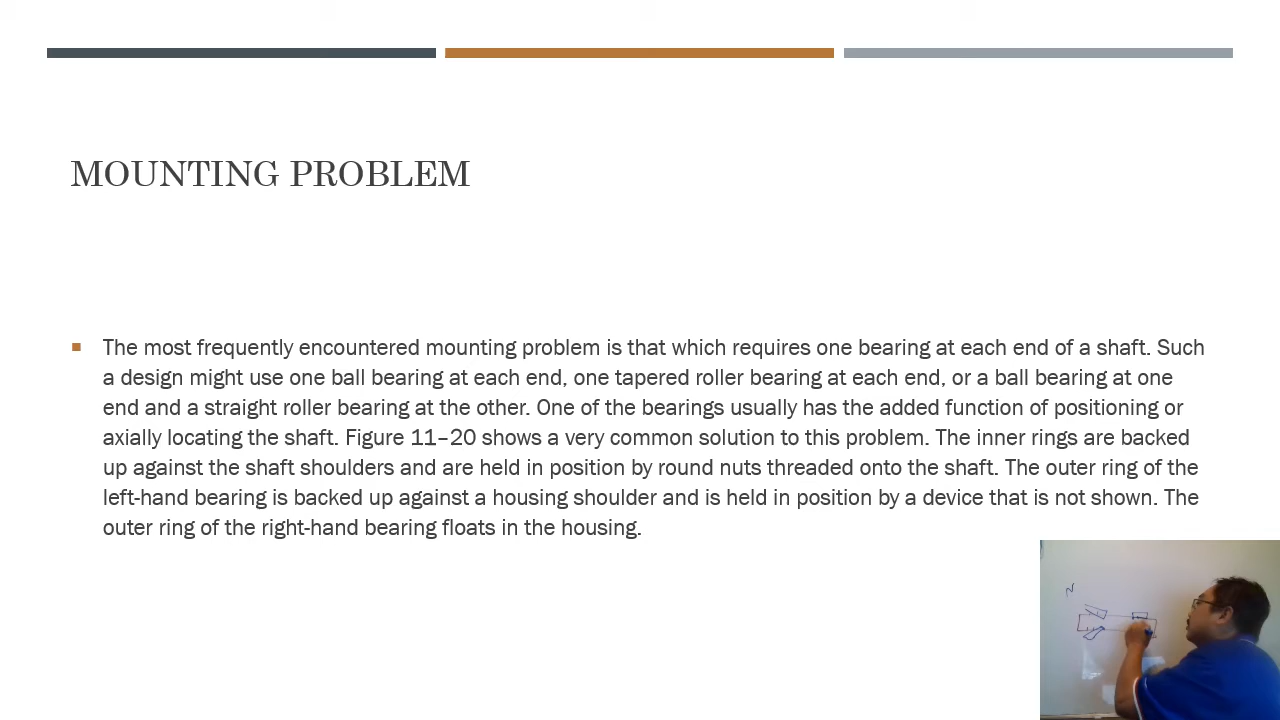 MOUNTING PROBLEM
The most frequently encountered mounting problem is that which requires one bearing at each end of a shaft. Such
a design might use one ball bearing at each end, one tapered roller bearing at each end, or a ball bearing at one
end and a straight roller bearing at the other. One of the bearings usually has the added function of positioning or
axially locating the shaft. Figure 11–20 shows a very common solution to this problem. The inner rings are backed
up against the shaft shoulders and are held in position by round nuts threaded onto the shaft. The outer ring of the
left-hand bearing is backed up against a housing shoulder and is held in position by a device that is not shown. The
outer ring of the right-hand bearing floats in the housing.